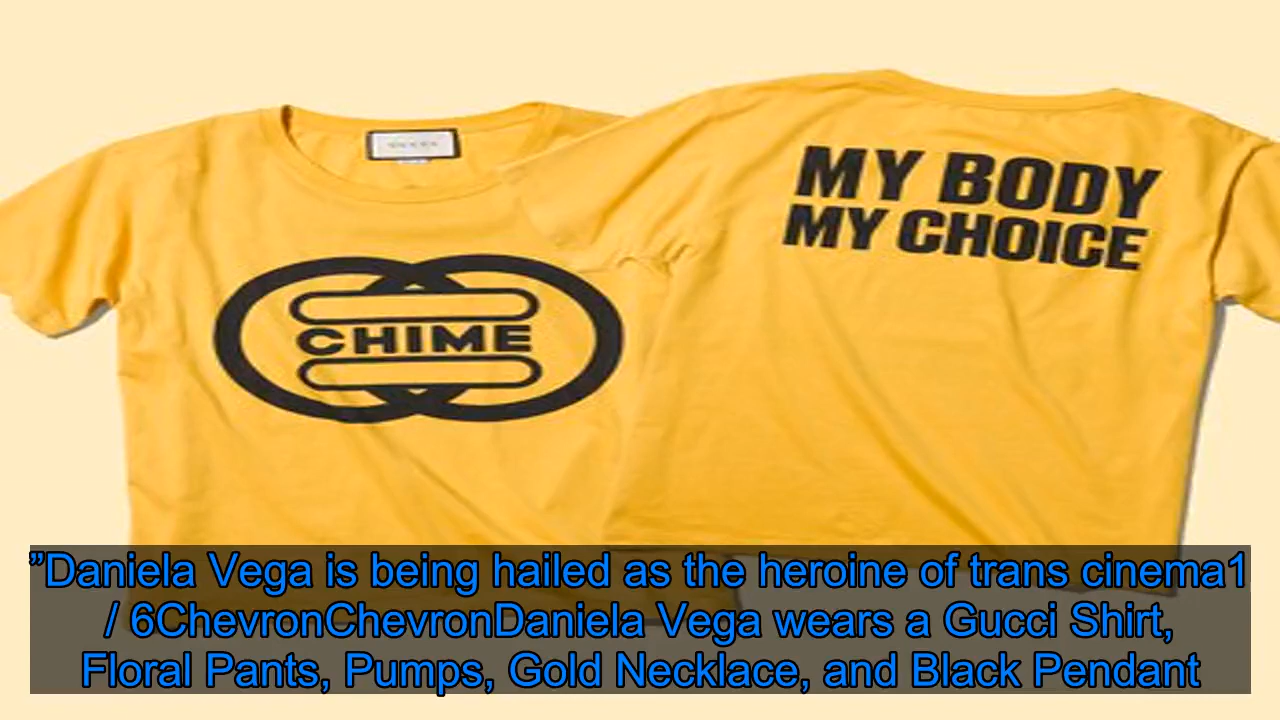 GUCCI
CHIME
MY BODY
MY CHOICE
”Daniela Vega is being hailed as the heroine of trans cinema1
/ 6ChevronChevronDaniela Vega wears a Gucci Shirt,
Floral Pants, Pumps, Gold Necklace, and Black Pendant